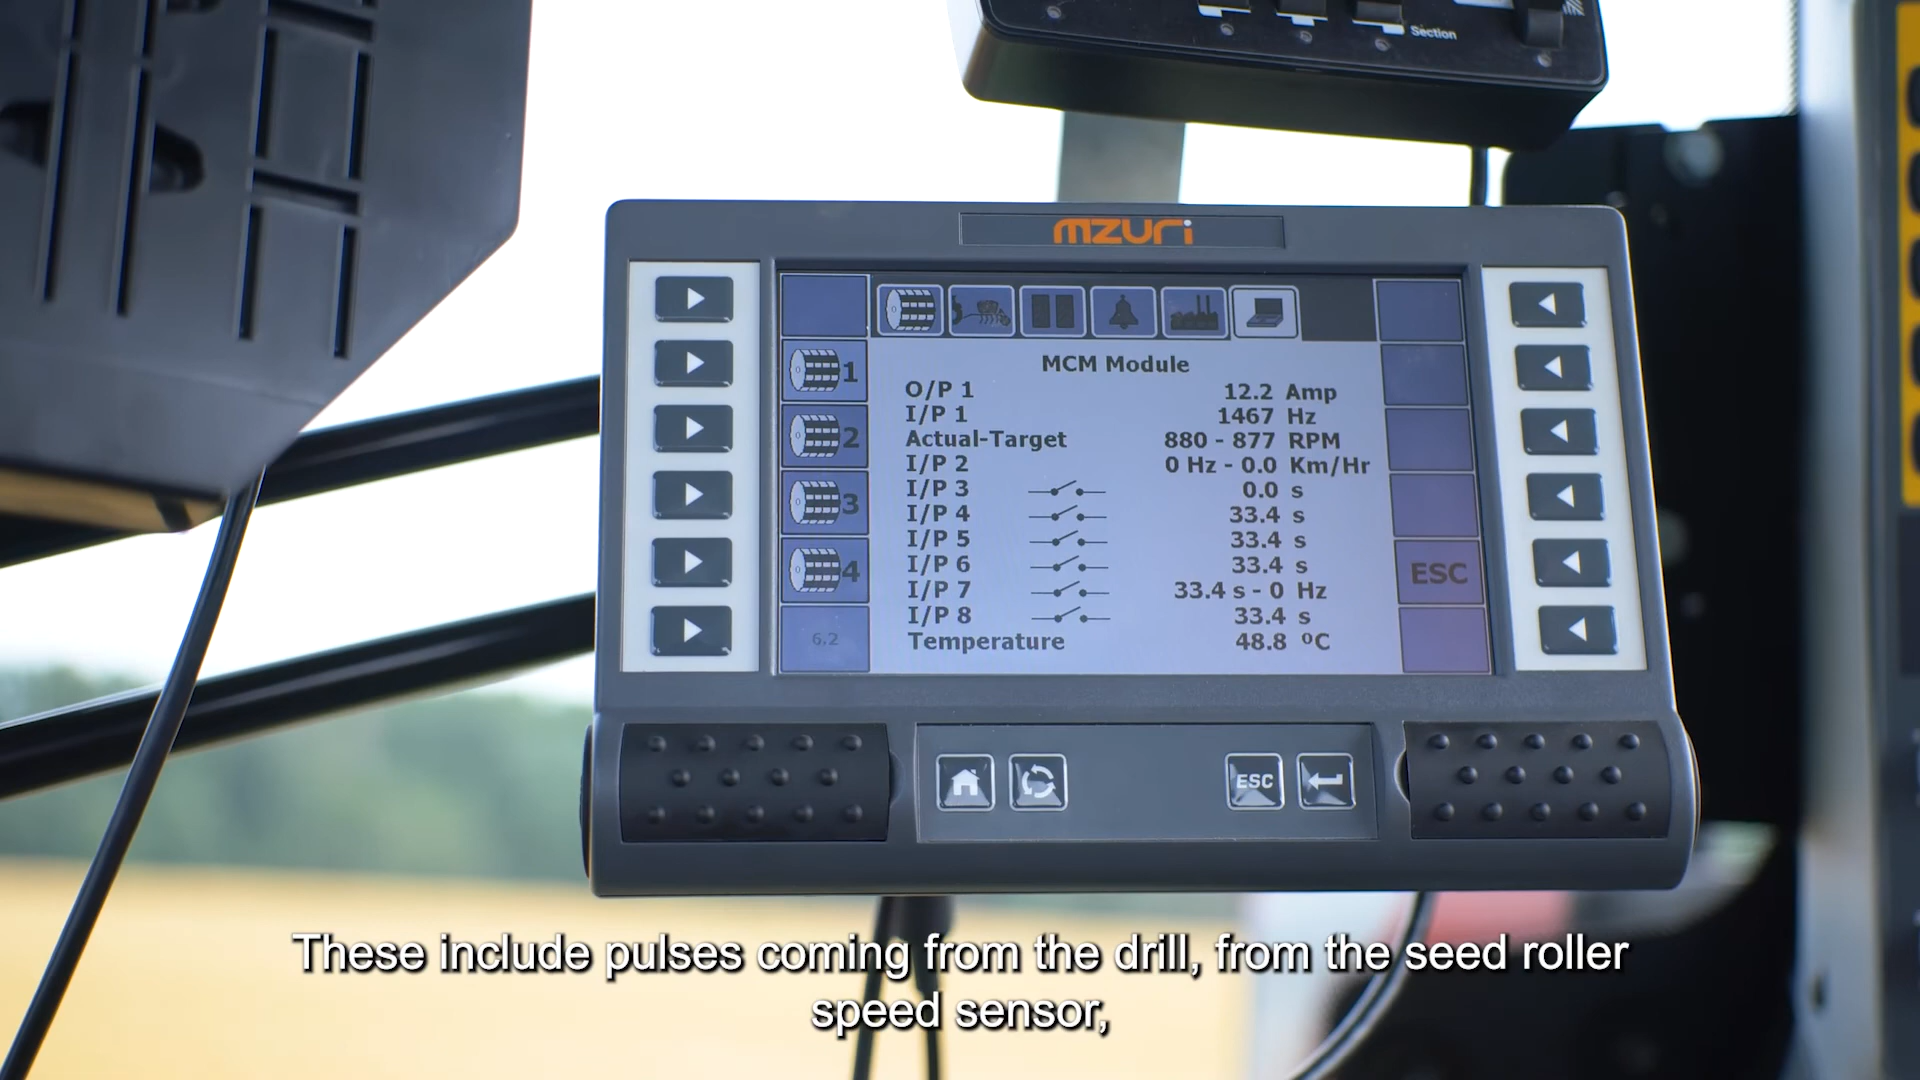 Section
mzuri
MCM Module
1
2
3
4
6.2
O/P 1 12.2 Amp
I/P 1 1467 Hz
Actual-Target 880 - 877 RPM
I/P 2 0 Hz - 0.0 Km/Hr
I/P 3 0.0 s
I/P 4 33.4 s
I/P 5 33.4 s
I/P 6 33.4 s
I/P 7 33.4 s - 0 Hz
I/P 8 33.4 s
Temperature 48.8 ºC
ESC
ESC
These include pulses coming from the drill, from the seed roller
speed sensor,